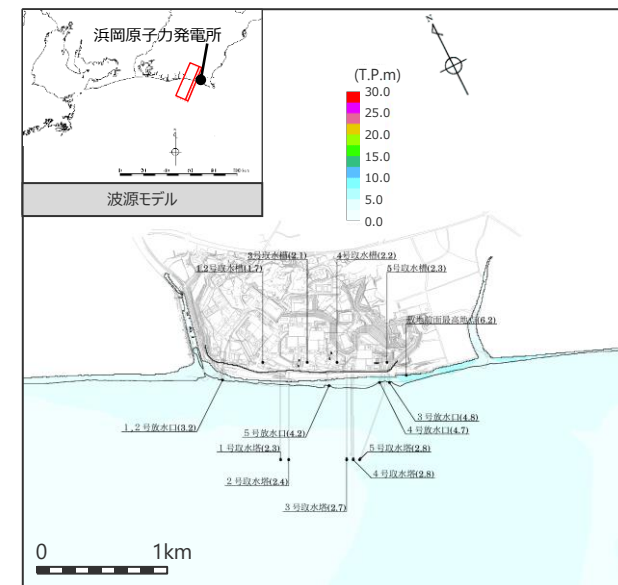 浜岡原子力発電所
波源モデル
N
(T.P.m)
30.0
25.0
20.0
15.0
10.0
5.0
0.0
3号取水槽(2.1)
4号取水槽(2.2)
1,2号取水槽(1.7)
5号取水槽(2.3)
敷地前面最高地点(6.2)
1,2号放水口(3.2)
5号放水口(4.2)
3号放水口(4.8)
4号放水口(4.7)
1号取水塔(2.3)
5号取水塔(2.8)
2号取水塔(2.4)
4号取水塔(2.8)
3号取水塔(2.7)
0 1km